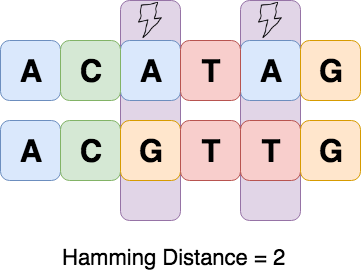 A C A T A G
A C G T T G
Hamming Distance = 2